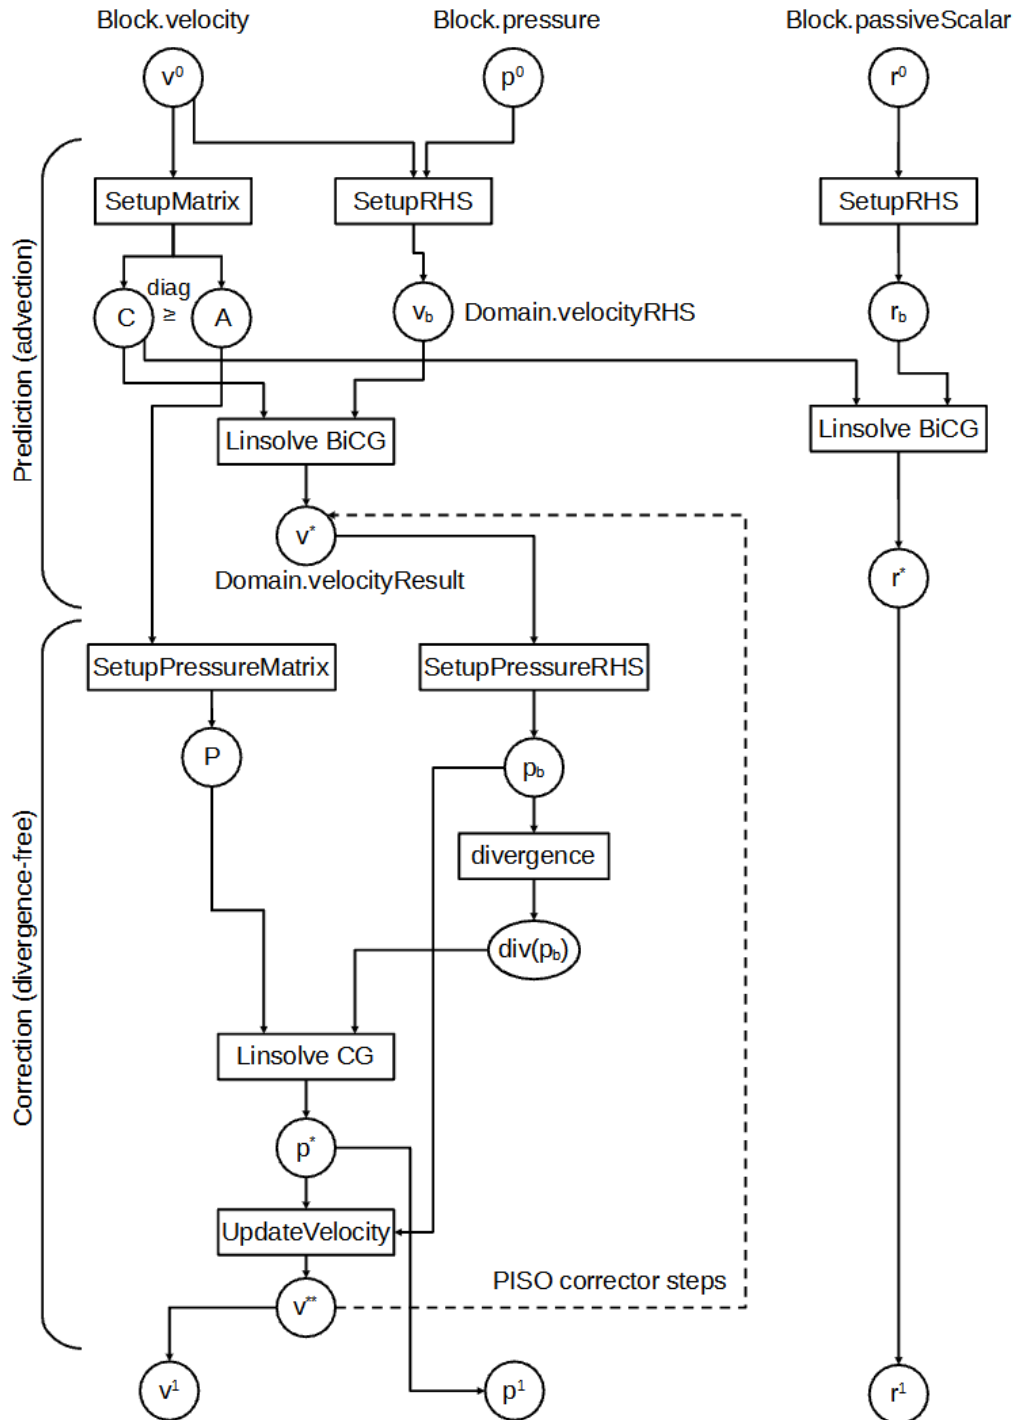 Block.velocity
Block.pressure
Block.passiveScalar
v⁰
p⁰
r⁰
Prediction (advection)
SetupMatrix
SetupRHS
SetupRHS
diag
≥
C
A
v_b
Domain.velocityRHS
r_b
Linsolve BiCG
Linsolve BiCG
v*
Domain.velocityResult
r*
Correction (divergence-free)
SetupPressureMatrix
SetupPressureRHS
P
p_b
divergence
div(p_b)
Linsolve CG
p*
UpdateVelocity
PISO corrector steps
v**
v¹
p¹
r¹